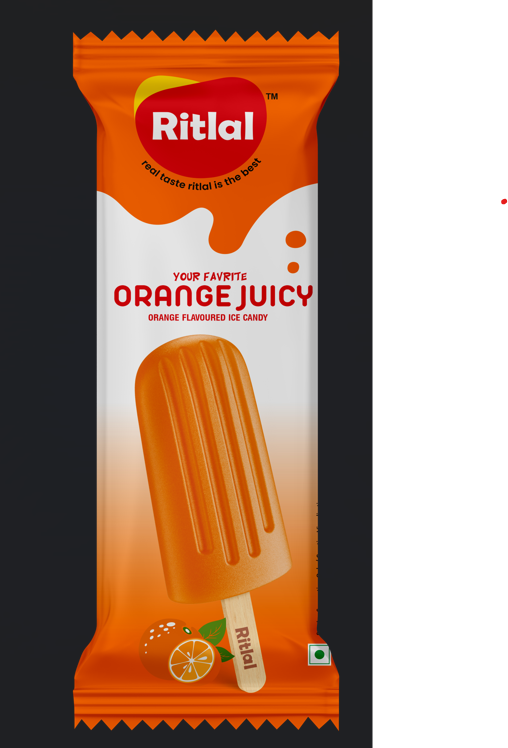 Ritlal
TM
real taste ritlal is the best
YOUR FAVRITE
ORANGE JUICY
ORANGE FLAVOURED ICE CANDY
Ritlal